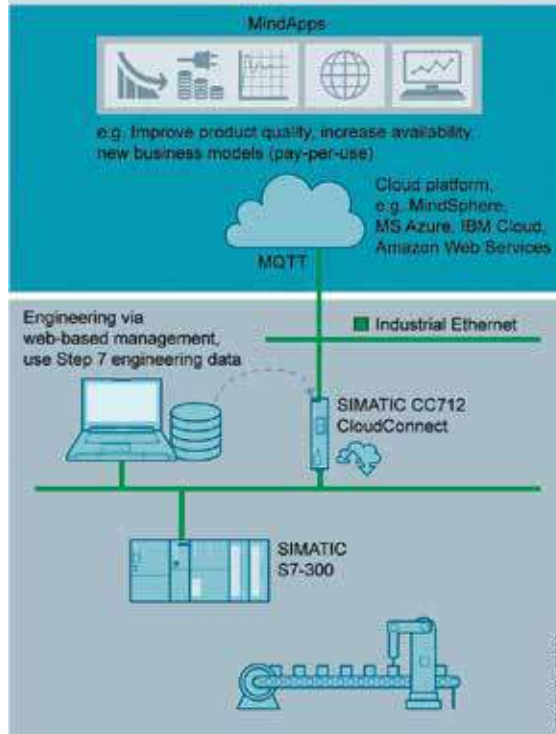 MindApps
e.g. Improve product quality, increase availability,
new business models (pay-per-use)
Cloud platform,
e.g. MindSphere,
MS Azure, IBM Cloud,
Amazon Web Services
MQTT
Engineering via
web-based management,
use Step 7 engineering data
Industrial Ethernet
SIMATIC CC712
CloudConnect
SIMATIC
S7-300